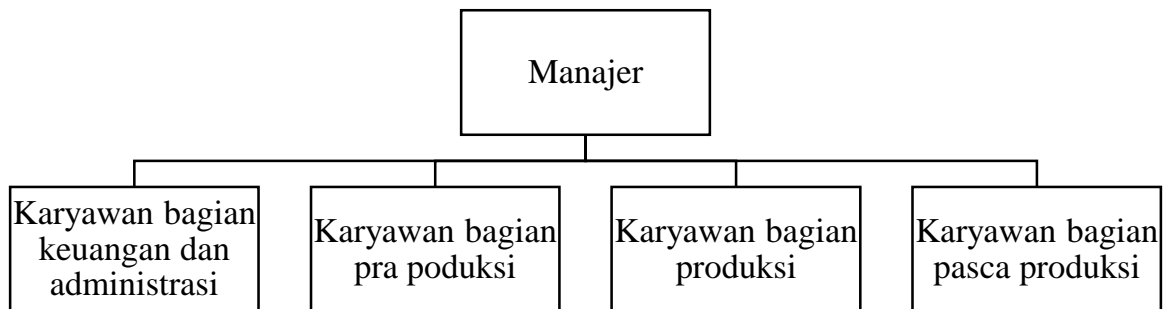 Manajer
Karyawan bagian
keuangan dan
administrasi
Karyawan bagian
pra poduksi
Karyawan bagian
produksi
Karyawan bagian
pasca produksi